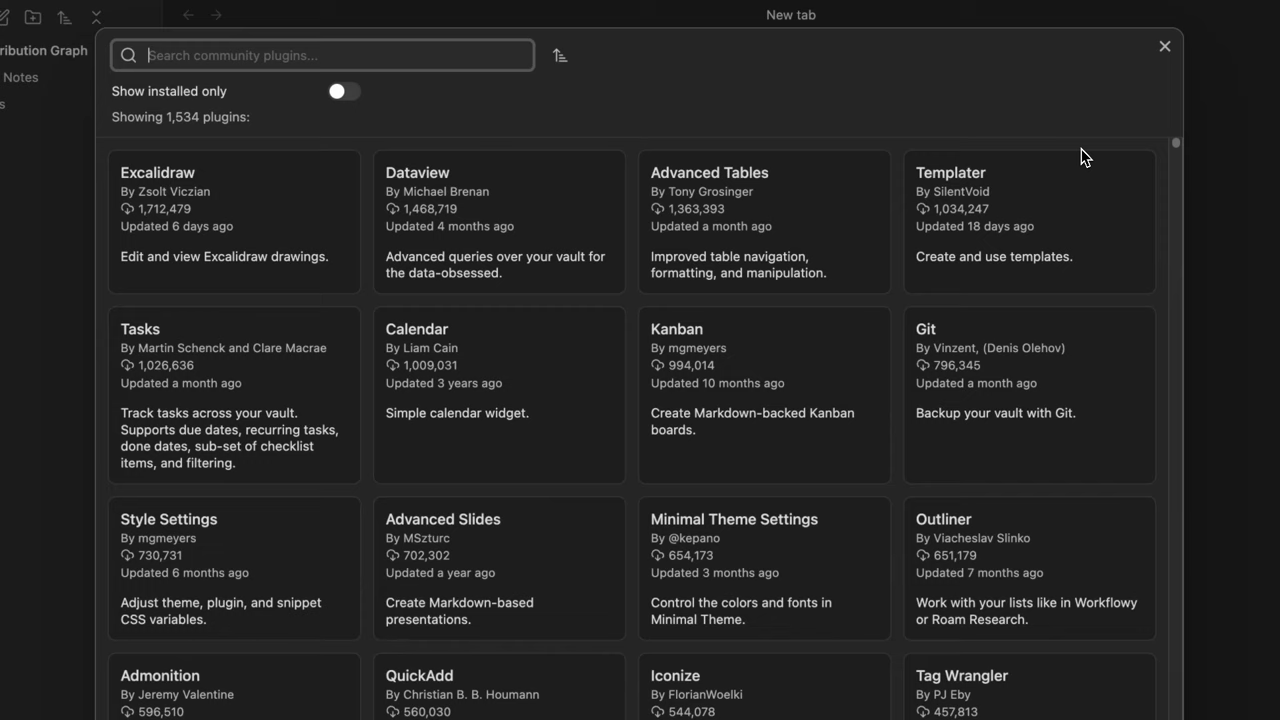 New tab
ribution Graph
Notes
s
Search community plugins...
Show installed only
Showing 1,534 plugins:
Excalidraw
By Zsolt Viczian
1,712,479
Updated 6 days ago
Edit and view Excalidraw drawings.
Dataview
By Michael Brenan
1,468,719
Updated 4 months ago
Advanced queries over your vault for
the data-obsessed.
Advanced Tables
By Tony Grosinger
1,363,393
Updated a month ago
Improved table navigation,
formatting, and manipulation.
Templater
By SilentVoid
1,034,247
Updated 18 days ago
Create and use templates.
Tasks
By Martin Schenck and Clare Macrae
1,026,636
Updated a month ago
Track tasks across your vault.
Supports due dates, recurring tasks,
done dates, sub-set of checklist
items, and filtering.
Calendar
By Liam Cain
1,009,031
Updated 3 years ago
Simple calendar widget.
Kanban
By mgmeyers
994,014
Updated 10 months ago
Create Markdown-backed Kanban
boards.
Git
By Vinzent, (Denis Olehov)
796,345
Updated a month ago
Backup your vault with Git.
Style Settings
By mgmeyers
730,731
Updated 6 months ago
Adjust theme, plugin, and snippet
CSS variables.
Advanced Slides
By MSzturc
702,302
Updated a year ago
Create Markdown-based
presentations.
Minimal Theme Settings
By @kepano
654,173
Updated 3 months ago
Control the colors and fonts in
Minimal Theme.
Outliner
By Viacheslav Slinko
651,179
Updated 7 months ago
Work with your lists like in Workflowy
or Roam Research.
Admonition
By Jeremy Valentine
596,510
QuickAdd
By Christian B. B. Houmann
560,030
Iconize
By FlorianWoelki
544,078
Tag Wrangler
By PJ Eby
457,813